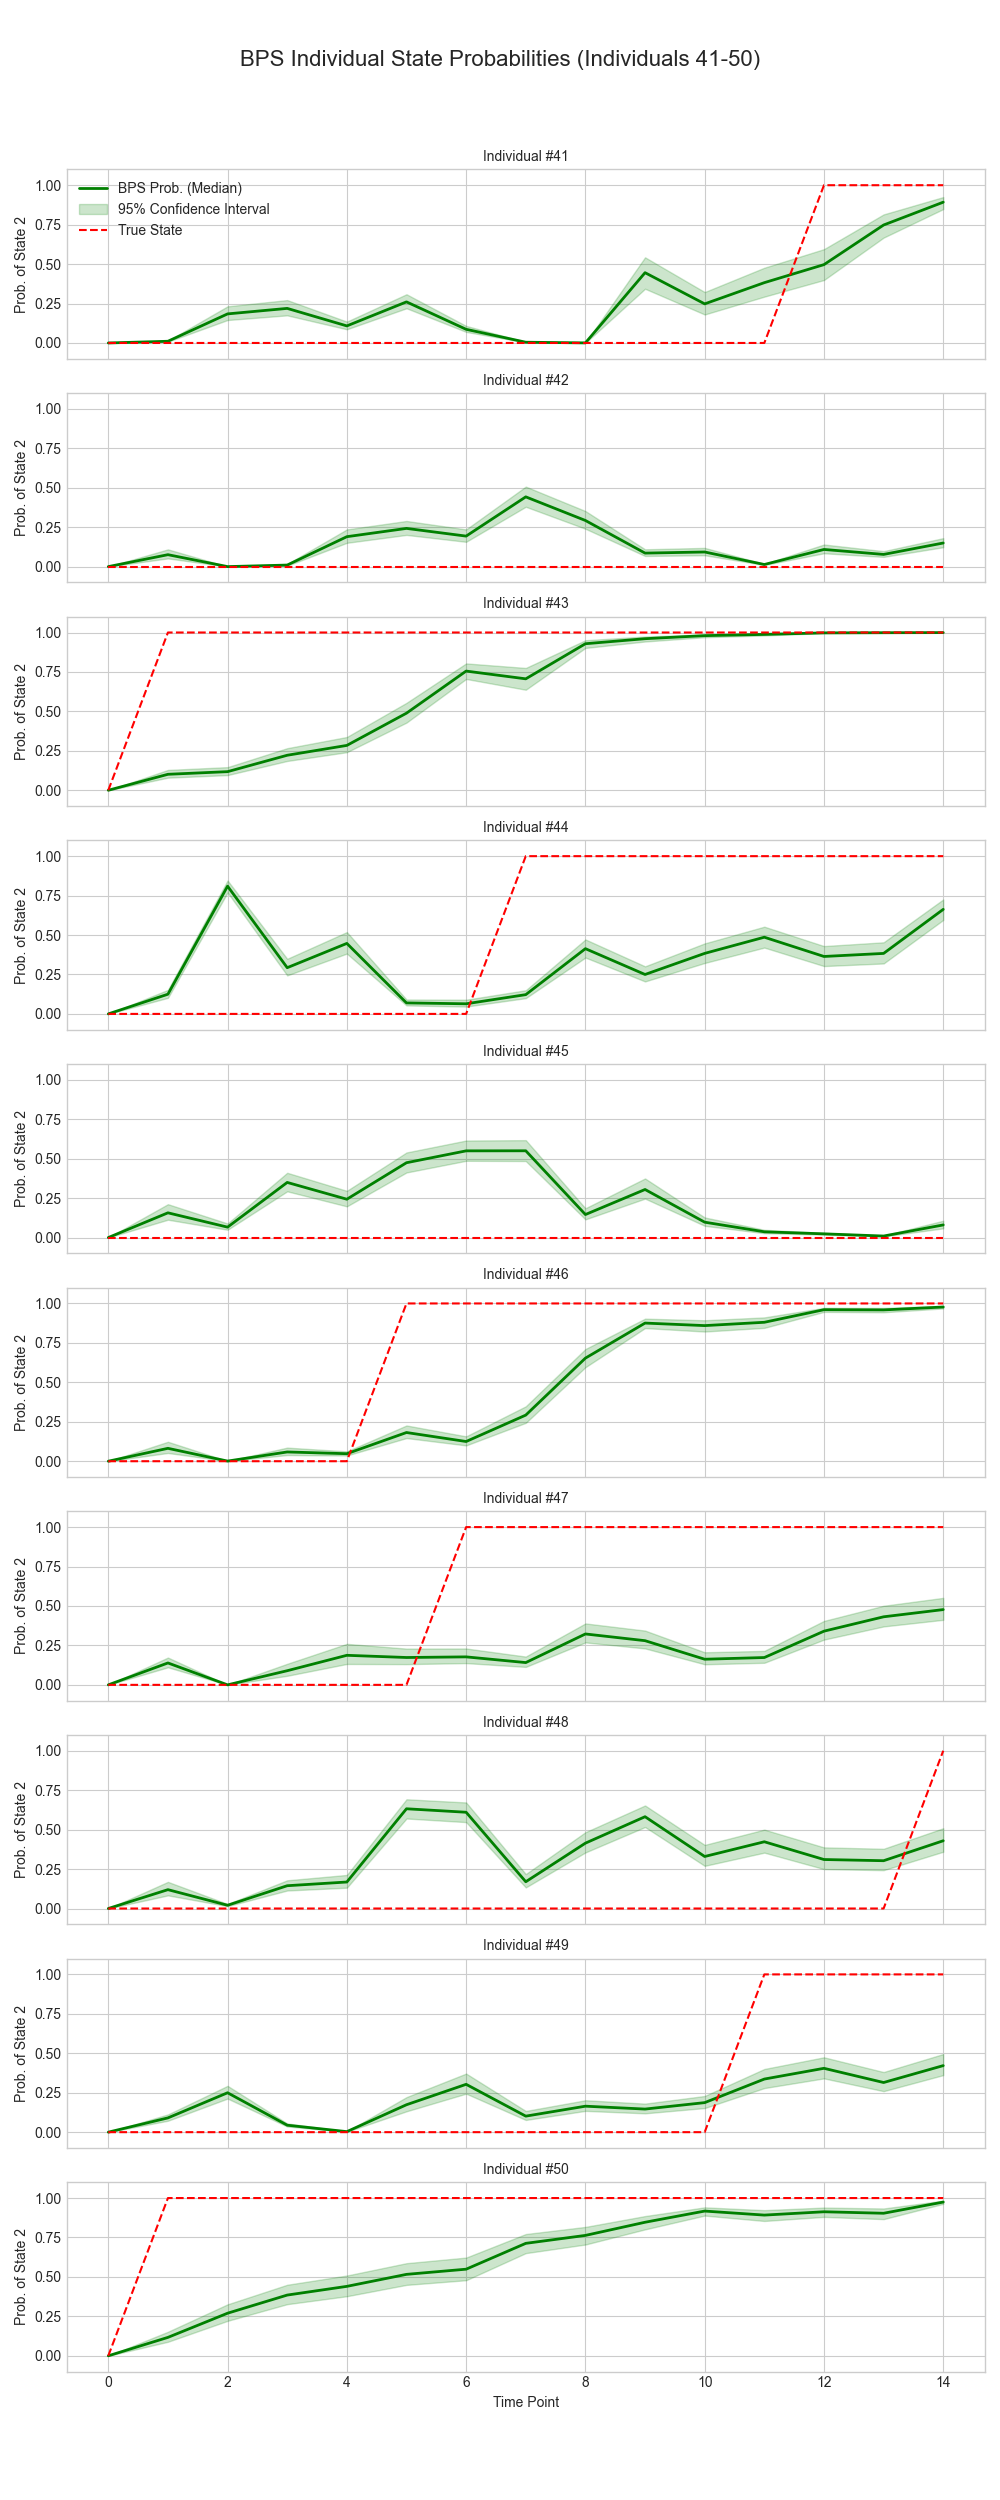 BPS Individual State Probabilities (Individuals 41-50)
Individual #41
BPS Prob. (Median)
95% Confidence Interval
True State
Prob. of State 2
1.00
0.75
0.50
0.25
0.00
Individual #42
Prob. of State 2
1.00
0.75
0.50
0.25
0.00
Individual #43
Prob. of State 2
1.00
0.75
0.50
0.25
0.00
Individual #44
Prob. of State 2
1.00
0.75
0.50
0.25
0.00
Individual #45
Prob. of State 2
1.00
0.75
0.50
0.25
0.00
Individual #46
Prob. of State 2
1.00
0.75
0.50
0.25
0.00
Individual #47
Prob. of State 2
1.00
0.75
0.50
0.25
0.00
Individual #48
Prob. of State 2
1.00
0.75
0.50
0.25
0.00
Individual #49
Prob. of State 2
1.00
0.75
0.50
0.25
0.00
Individual #50
Prob. of State 2
1.00
0.75
0.50
0.25
0.00
0 2 4 6 8 10 12 14
Time Point